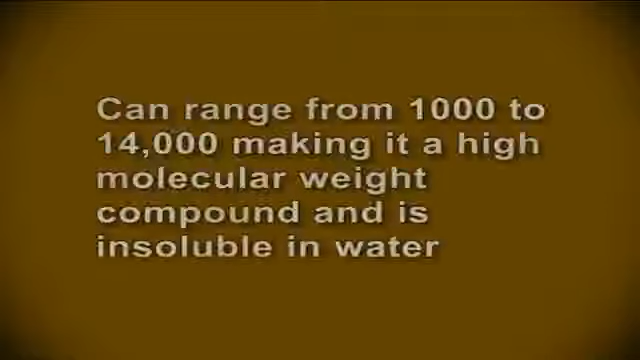 Can range from 1000 to
14,000 making it a high
molecular weight
compound and is
insoluble in water